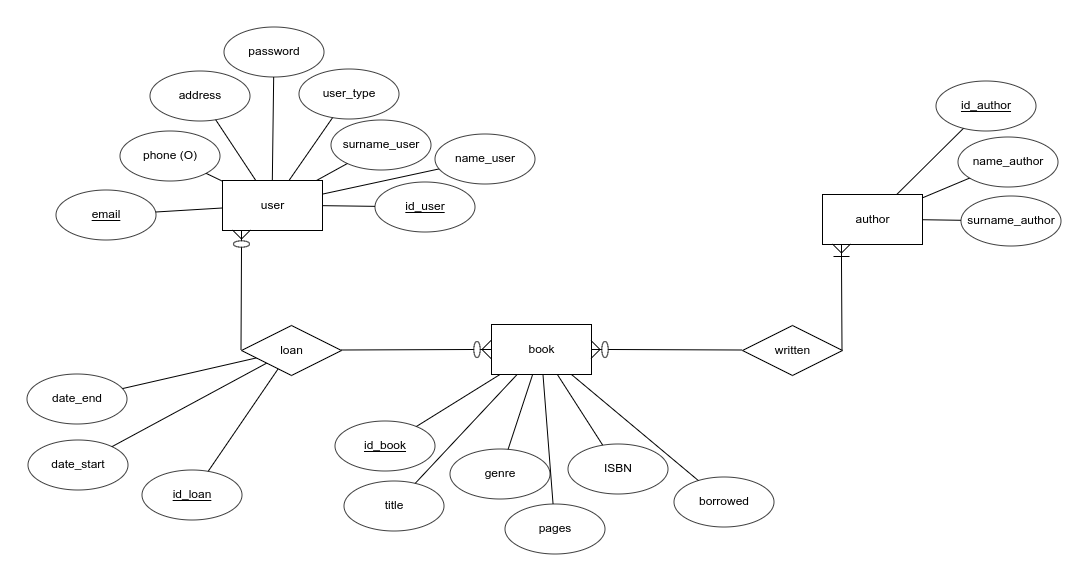 password
address
user_type
id_author
surname_user
phone (O)
name_user
name_author
user
id_user
email
author
surname_author
loan
book
written
date_end
id_book
date_start
genre
ISBN
id_loan
title
borrowed
pages